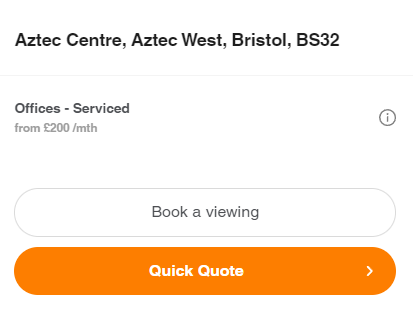 Aztec Centre, Aztec West, Bristol, BS32
Offices - Serviced
from £200 /mth
Book a viewing
Quick Quote